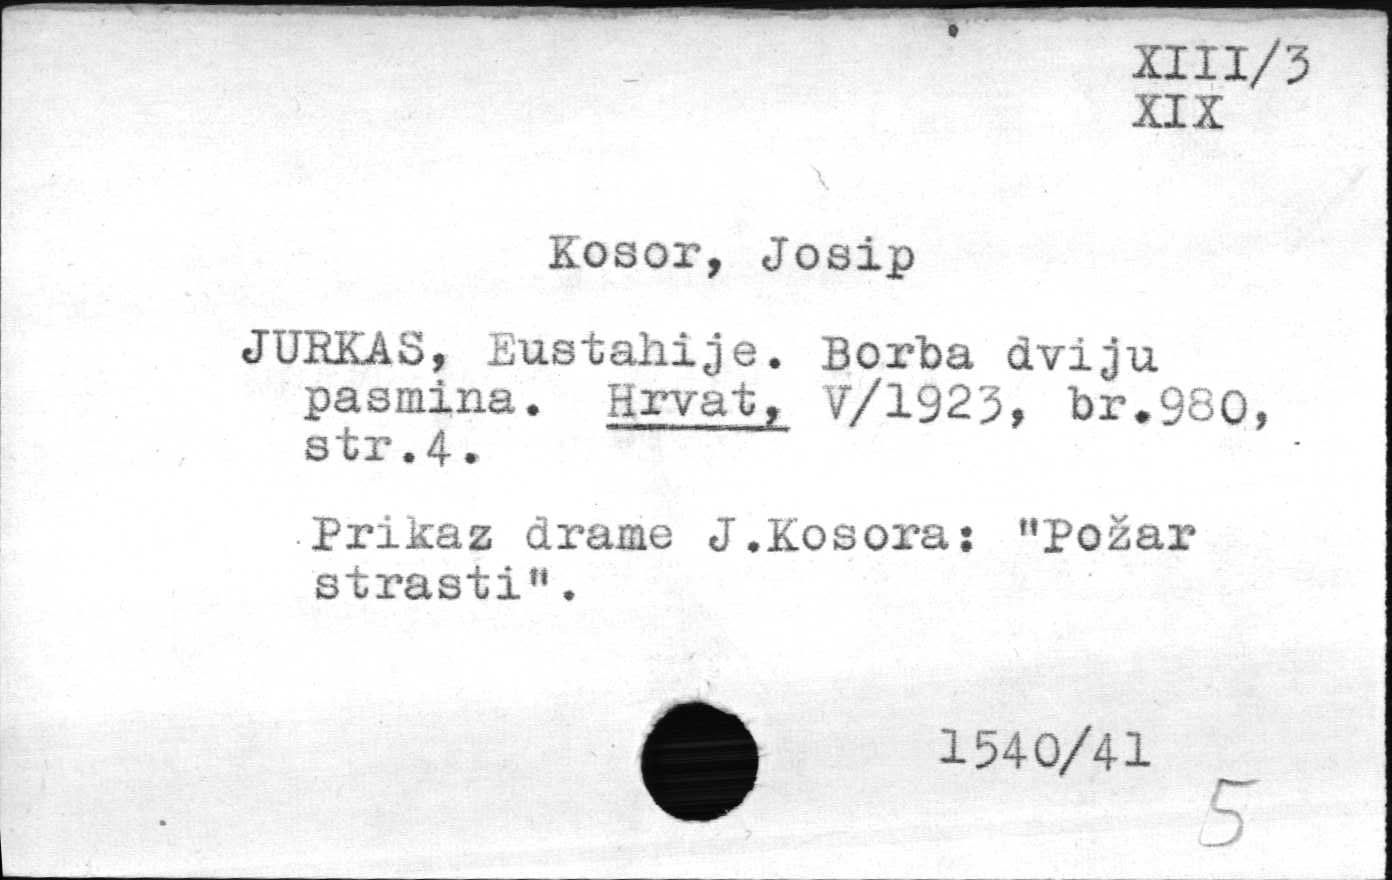 XIII/3
XIX
Kosor, Josip
JURKAS, Eustahije. Borba dviju
pasmina. Hrvat, V/1923, br.980,
str.4.
Prikaz drame J.Kosora: "Požar
strasti".
1540/41
5